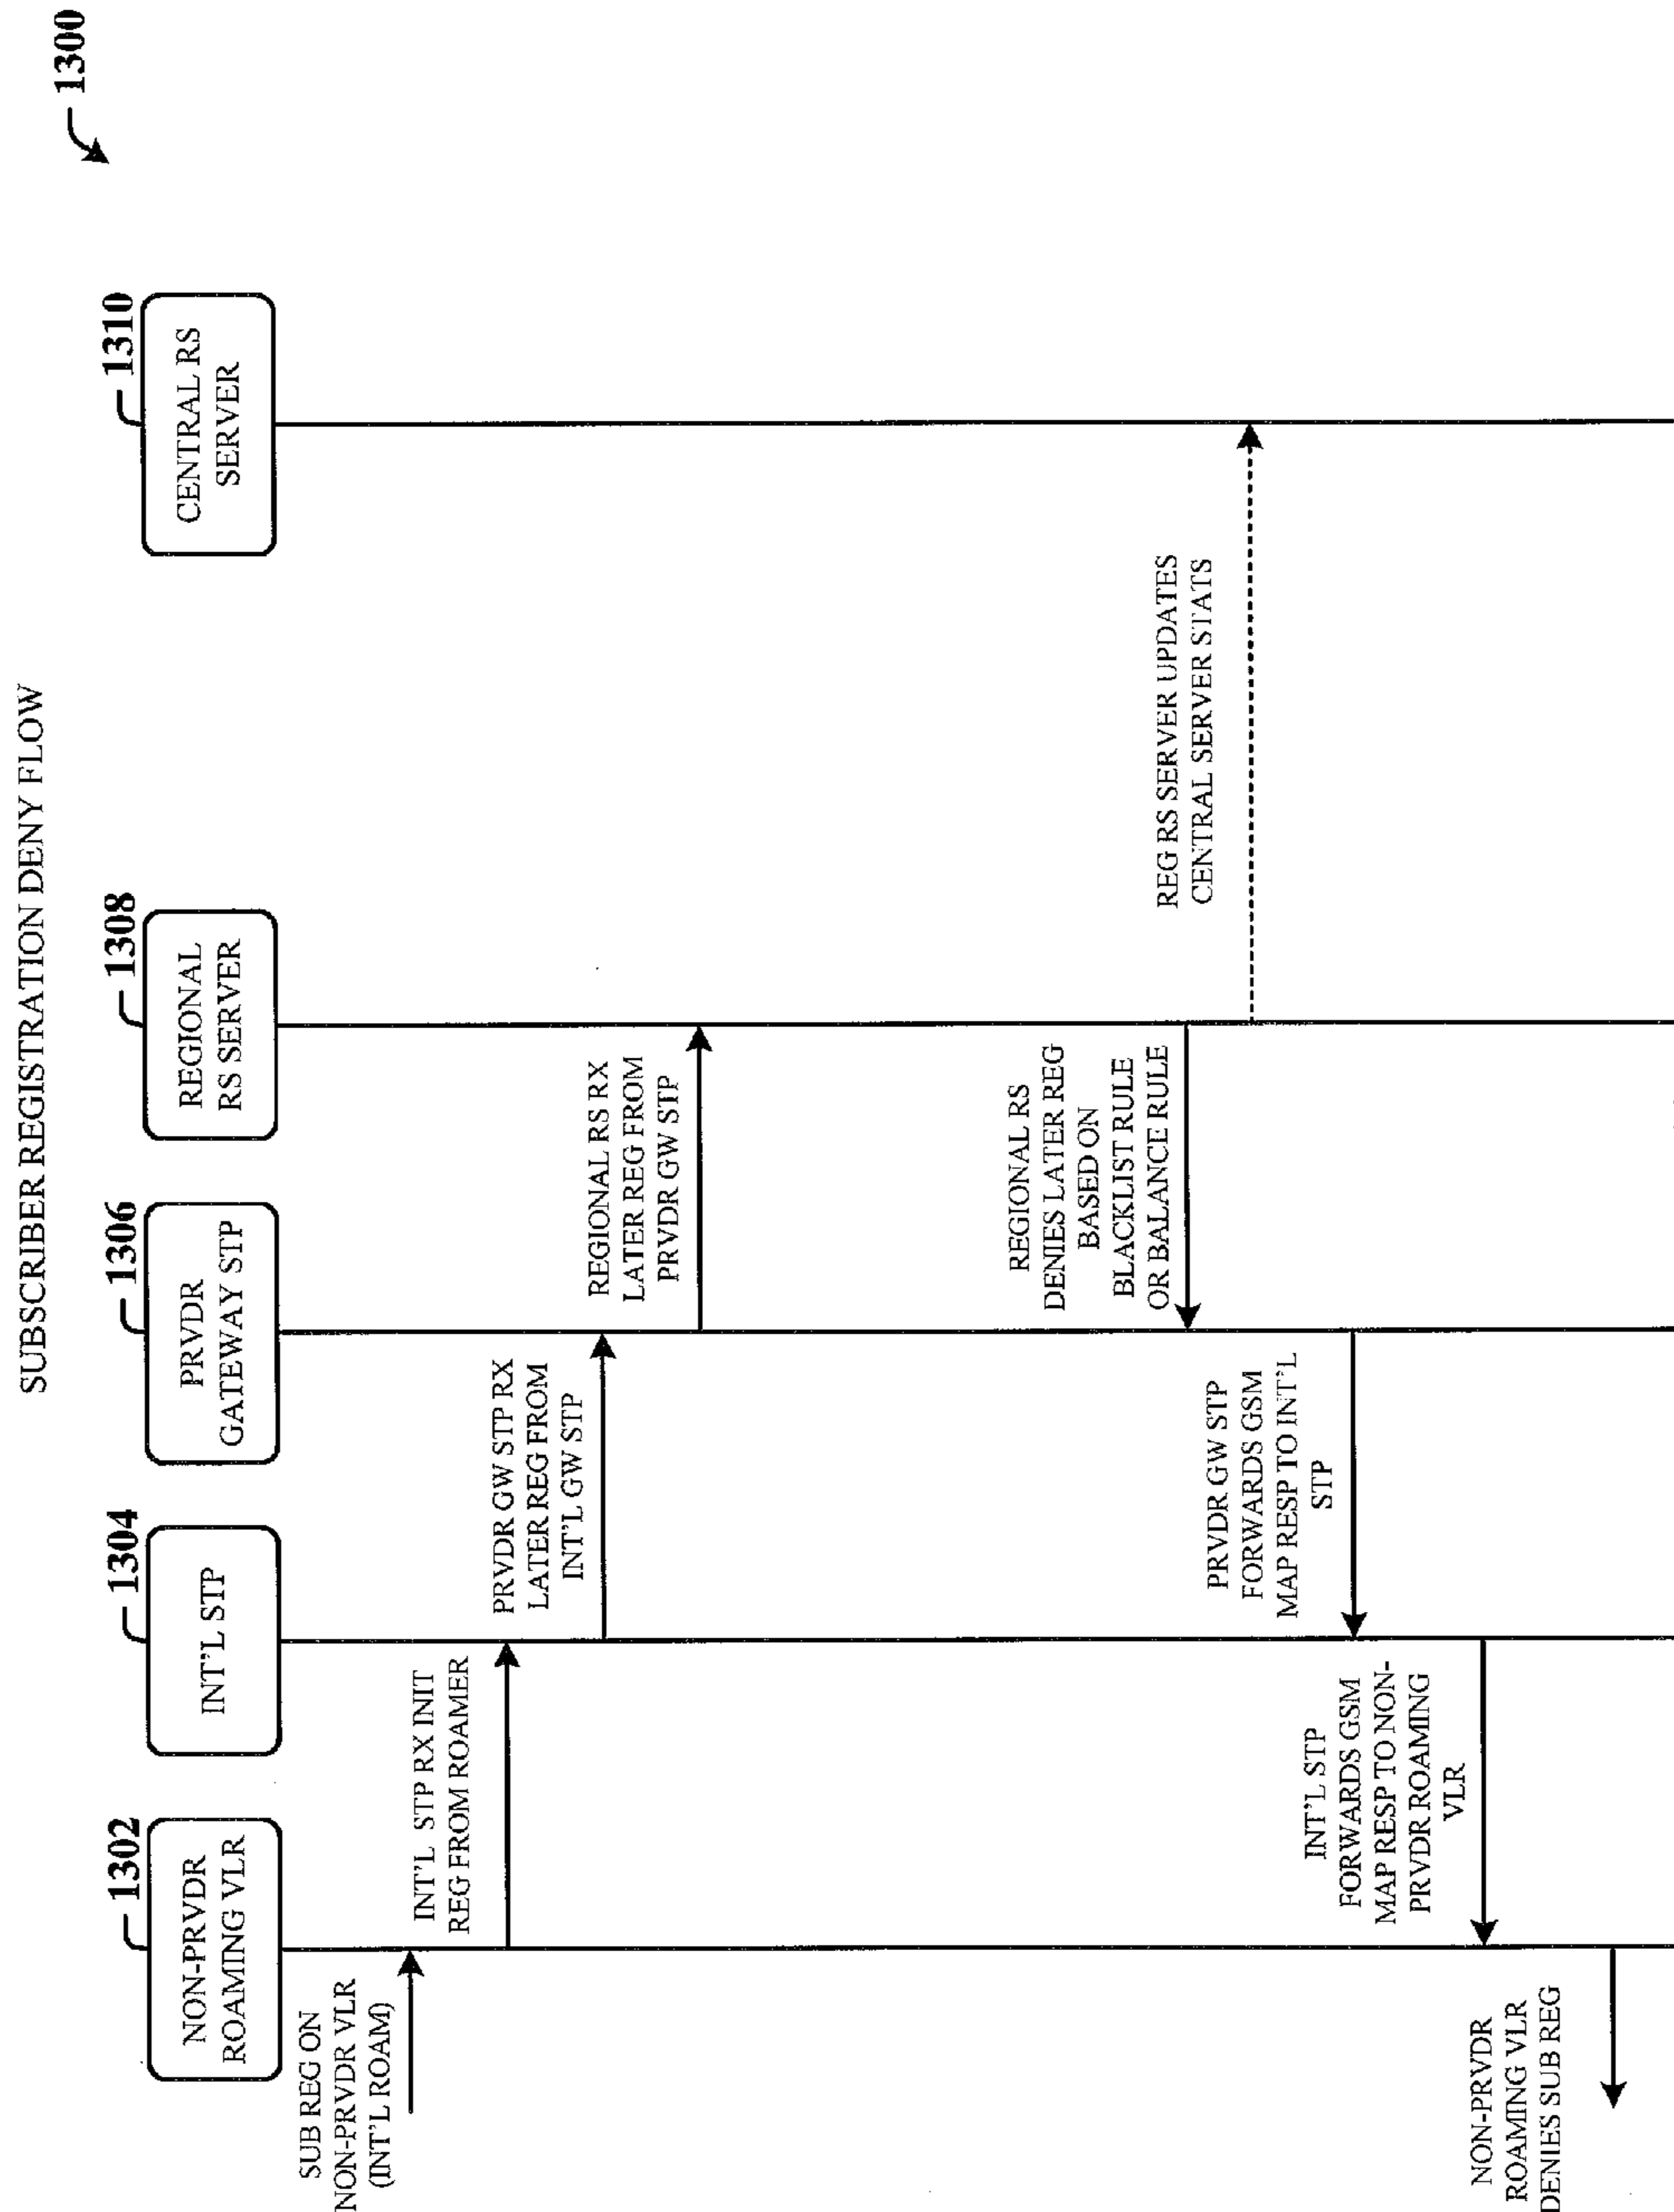 SUBSCRIBER REGISTRATION DENY FLOW
1300
1302
NON-PRVDR
ROAMING VLR
1304
INT'L STP
1306
PRVDR
GATEWAY STP
1308
REGIONAL
RS SERVER
1310
CENTRAL RS
SERVER
SUB REG ON
NON-PRVDR VLR
(INT'L ROAM)
INT'L STP RX INIT
REG FROM ROAMER
PRVDR GW STP RX
LATER REG FROM
INT'L GW STP
REGIONAL RS RX
LATER REG FROM
PRVDR GW STP
REGIONAL RS
DENIES LATER REG
BASED ON
BLACKLIST RULE
OR BALANCE RULE
REG RS SERVER UPDATES
CENTRAL SERVER STATS
PRVDR GW STP
FORWARDS GSM
MAP RESP TO INT'L
STP
INT'L STP
FORWARDS GSM
MAP RESP TO NON-
PRVDR ROAMING
VLR
NON-PRVDR
ROAMING VLR
DENIES SUB REG